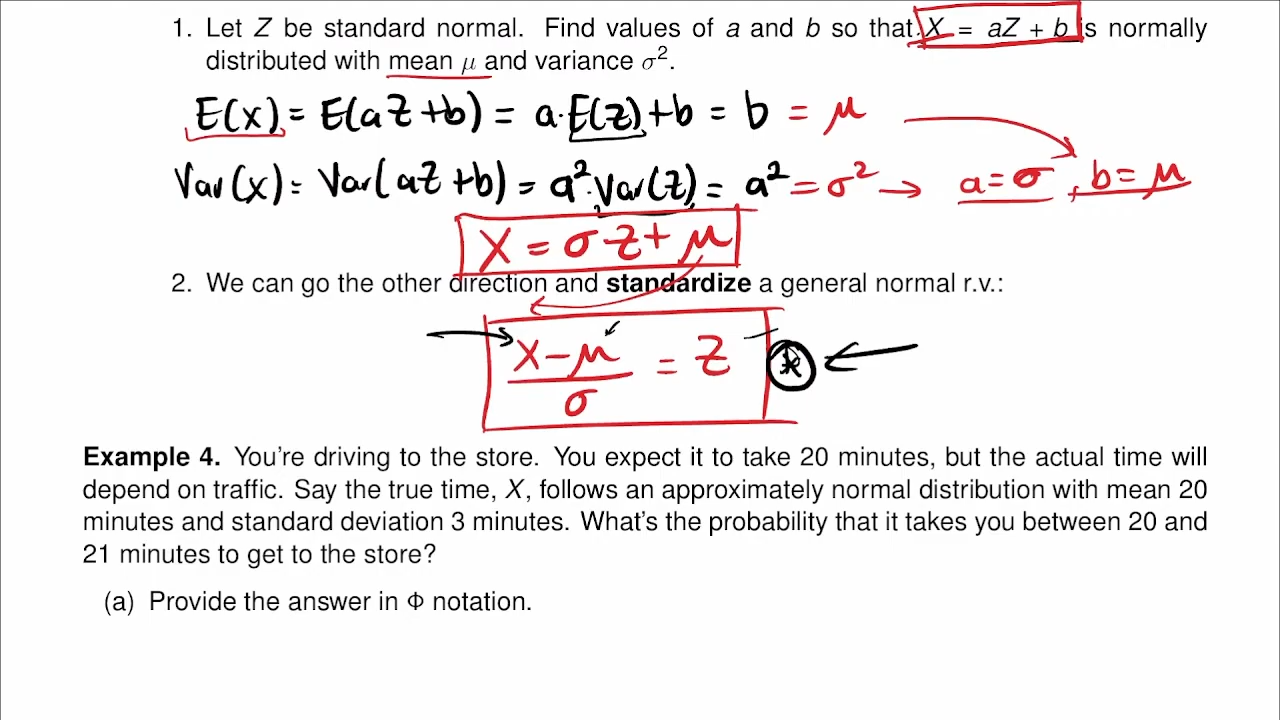 1. Let Z be standard normal. Find values of a and b so that X = aZ + b is normally
distributed with mean μ and variance σ².
E(X) = E(aZ+b) = a·E(Z)+b = b = μ
Var(X) = Var(aZ+b) = a²·Var(Z) = a² = σ² → a=σ, b=μ
X = σ·Z+μ
2. We can go the other direction and standardize a general normal r.v.:
X-μ
—— = Z *
σ
Example 4. You're driving to the store. You expect it to take 20 minutes, but the actual time will
depend on traffic. Say the true time, X, follows an approximately normal distribution with mean 20
minutes and standard deviation 3 minutes. What's the probability that it takes you between 20 and
21 minutes to get to the store?
(a) Provide the answer in Φ notation.